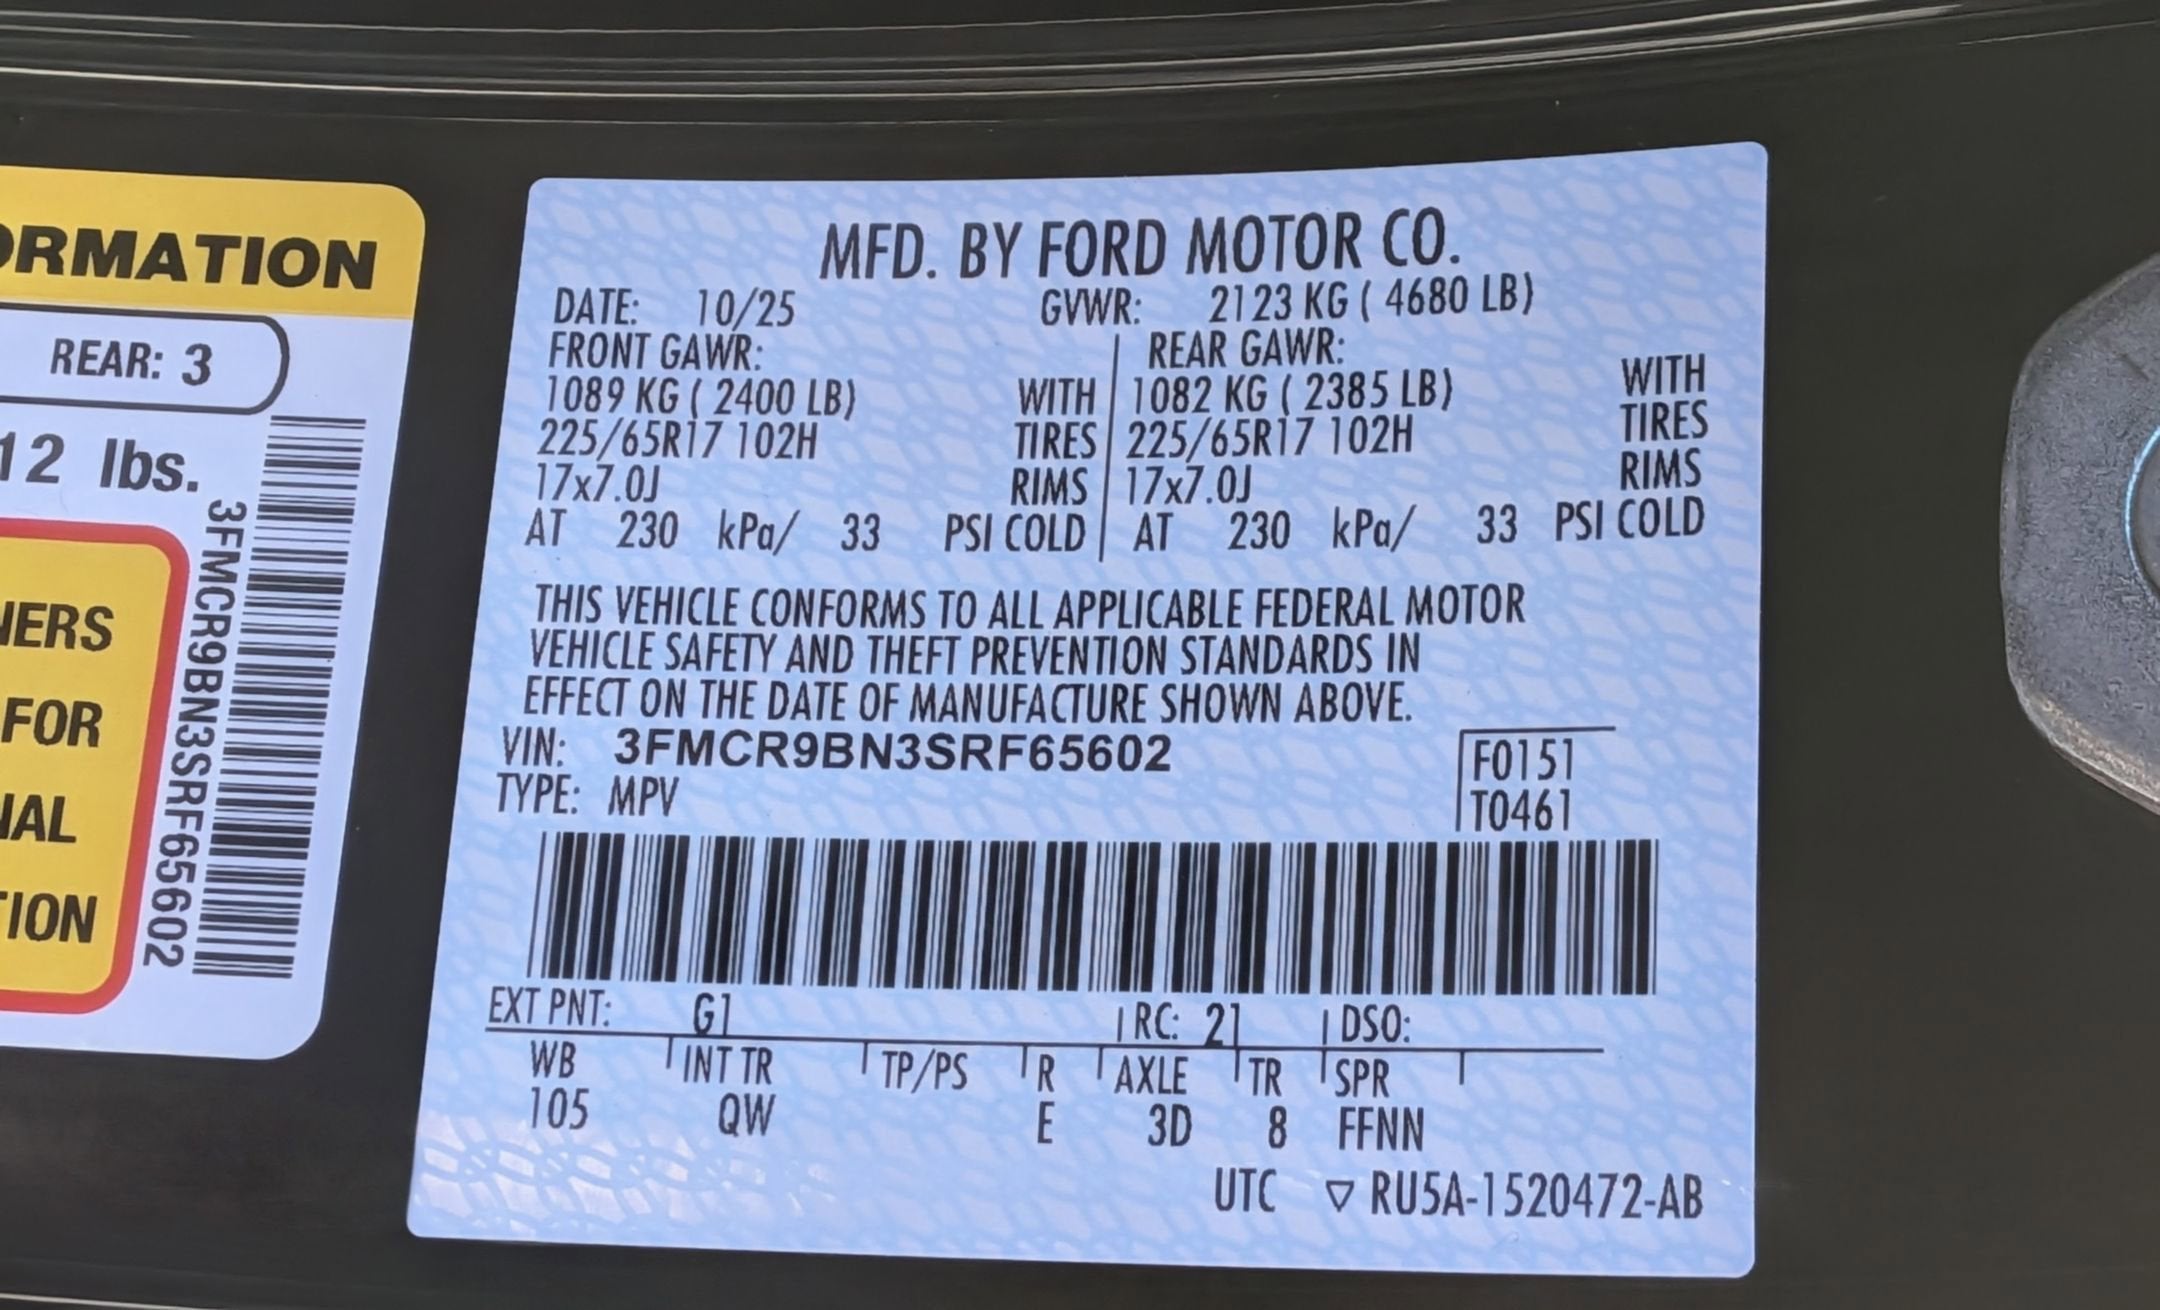 ORMATION
REAR: 3
12 lbs.
3FMCR9BN3SRF65602
FOR
MFD. BY FORD MOTOR CO.
DATE: 10/25 GVWR: 2123 KG ( 4680 LB)
FRONT GAWR: REAR GAWR:
1089 KG ( 2400 LB) WITH 1082 KG ( 2385 LB) WITH
225/65R17 102H TIRES 225/65R17 102H TIRES
17x7.0J RIMS 17x7.0J RIMS
AT 230 kPa/ 33 PSI COLD AT 230 kPa/ 33 PSI COLD
THIS VEHICLE CONFORMS TO ALL APPLICABLE FEDERAL MOTOR
VEHICLE SAFETY AND THEFT PREVENTION STANDARDS IN
EFFECT ON THE DATE OF MANUFACTURE SHOWN ABOVE.
VIN: 3FMCR9BN3SRF65602 F0151
TYPE: MPV T0461
EXT PNT: G1 RC: 21 DSO:
WB INT TR TP/PS R AXLE TR SPR
105 QW E 3D 8 FFNN
UTC ▽ RU5A-1520472-AB